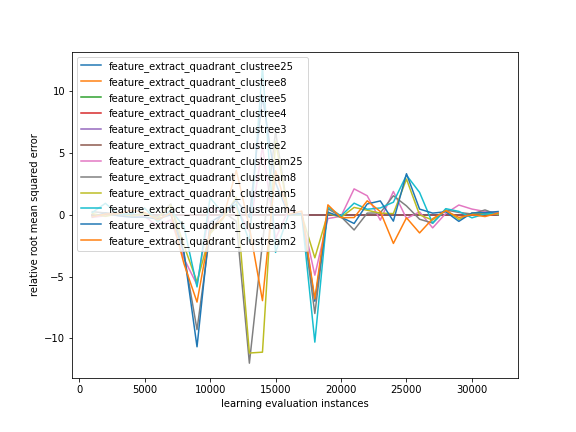 feature_extract_quadrant_clustree25
feature_extract_quadrant_clustree8
feature_extract_quadrant_clustree5
feature_extract_quadrant_clustree4
feature_extract_quadrant_clustree3
feature_extract_quadrant_clustree2
feature_extract_quadrant_clustream25
feature_extract_quadrant_clustream8
feature_extract_quadrant_clustream5
feature_extract_quadrant_clustream4
feature_extract_quadrant_clustream3
feature_extract_quadrant_clustream2
relative root mean squared error
10
5
0
−5
−10
0
5000
10000
15000
20000
25000
30000
learning evaluation instances